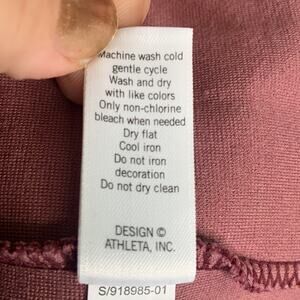 Machine wash cold
gentle cycle
Wash and dry
with like colors
Only non-chlorine
bleach when needed
Dry flat
Cool iron
Do not iron
decoration
Do not dry clean
DESIGN ©
ATHLETA, INC.
S/918985-01